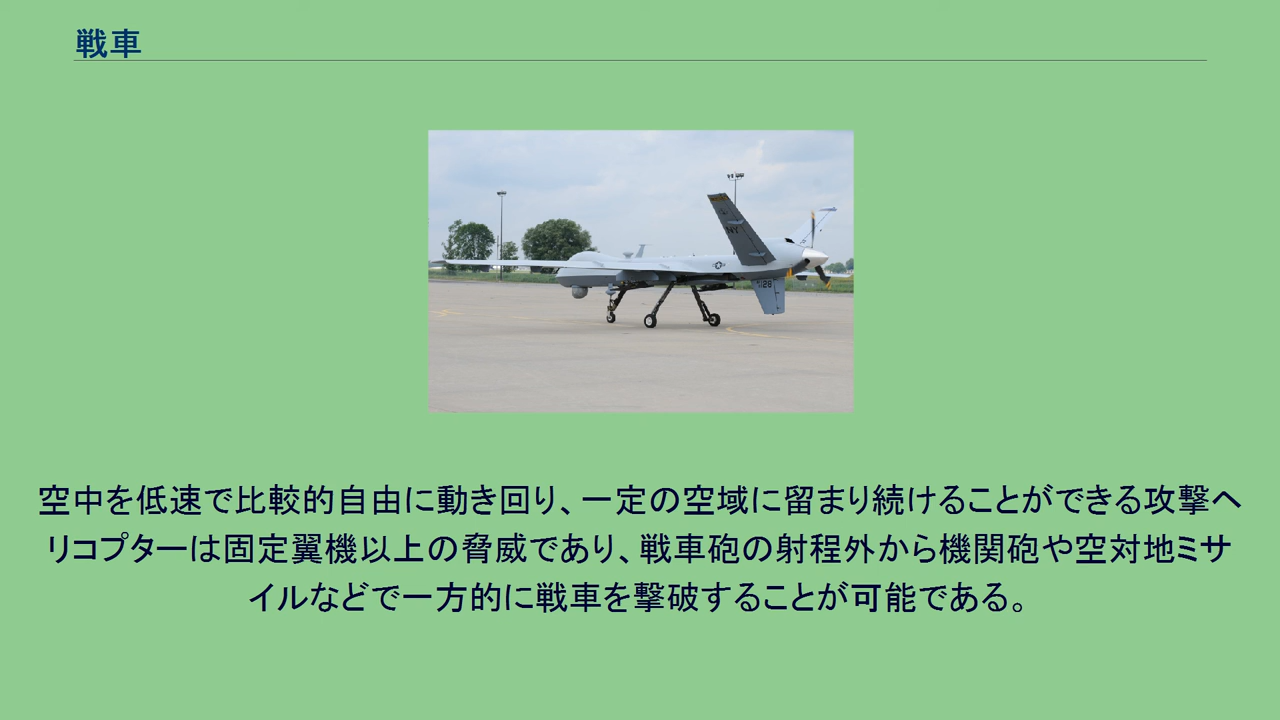 戦車
NY
128
空中を低速で比較的自由に動き回り、一定の空域に留まり続けることができる攻撃ヘ
リコプターは固定翼機以上の脅威であり、戦車砲の射程外から機関砲や空対地ミサ
イルなどで一方的に戦車を撃破することが可能である。